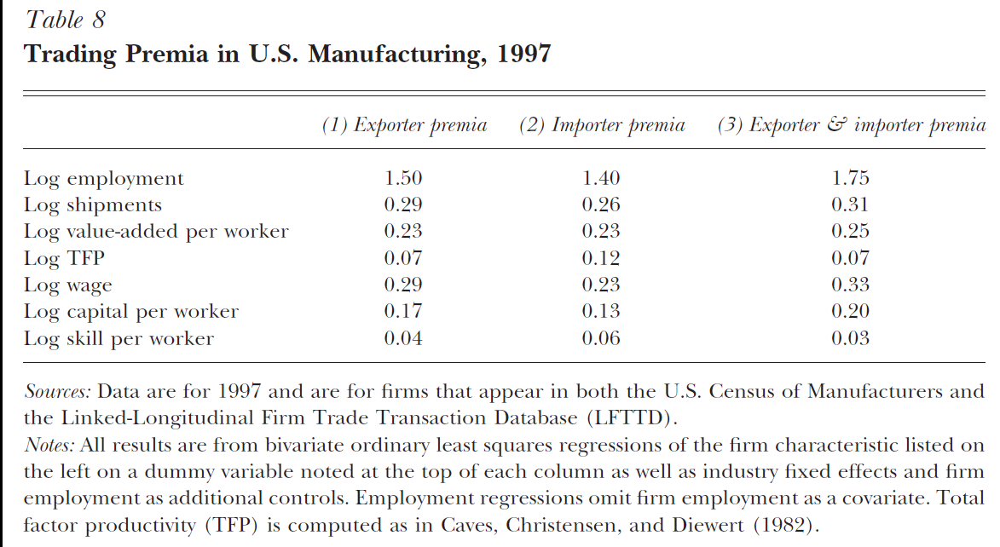 Table 8
Trading Premia in U.S. Manufacturing, 1997
(1) Exporter premia (2) Importer premia (3) Exporter & importer premia
Log employment 1.50 1.40 1.75
Log shipments 0.29 0.26 0.31
Log value-added per worker 0.23 0.23 0.25
Log TFP 0.07 0.12 0.07
Log wage 0.29 0.23 0.33
Log capital per worker 0.17 0.13 0.20
Log skill per worker 0.04 0.06 0.03
Sources: Data are for 1997 and are for firms that appear in both the U.S. Census of Manufacturers and
the Linked-Longitudinal Firm Trade Transaction Database (LFTTD).
Notes: All results are from bivariate ordinary least squares regressions of the firm characteristic listed on
the left on a dummy variable noted at the top of each column as well as industry fixed effects and firm
employment as additional controls. Employment regressions omit firm employment as a covariate. Total
factor productivity (TFP) is computed as in Caves, Christensen, and Diewert (1982).